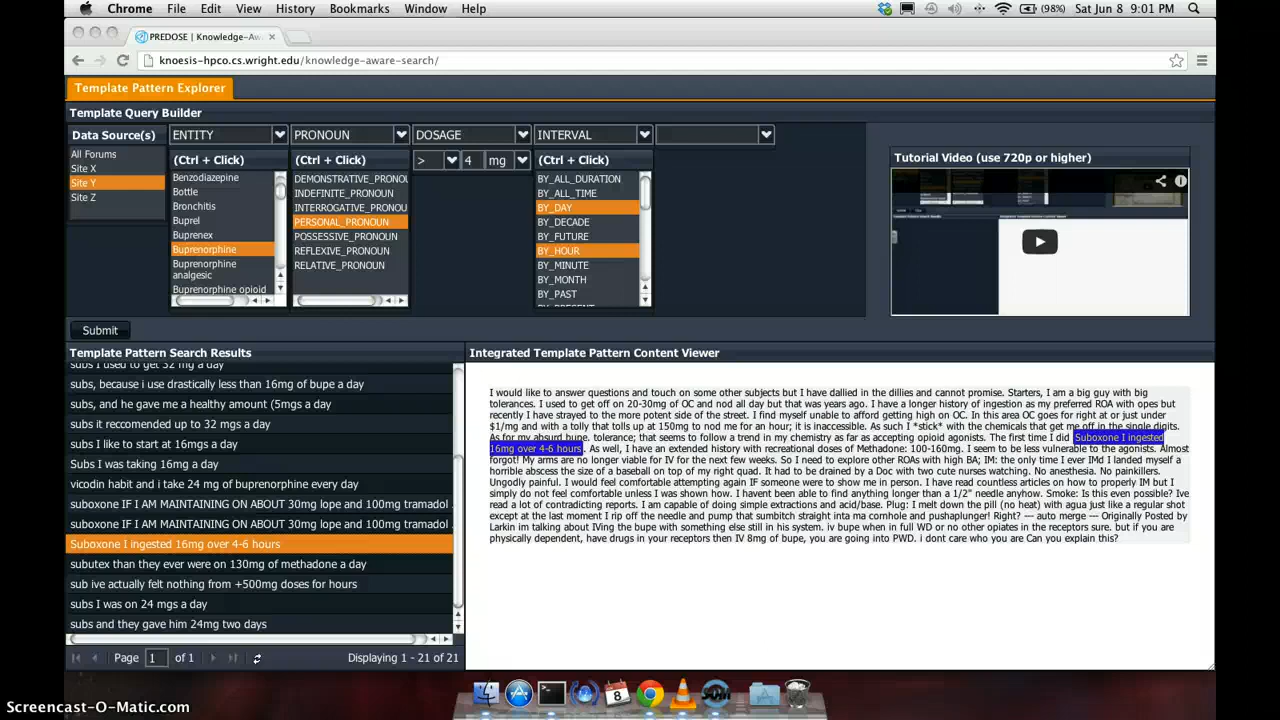 Chrome File Edit View History Bookmarks Window Help (98%) Sat Jun 8 9:01 PM
PREDOSE | Knowledge-Aw
knoesis-hpco.cs.wright.edu/knowledge-aware-search/
Template Pattern Explorer
Template Query Builder
Data Source(s)
All Forums
Site X
Site Y
Site Z
ENTITY
(Ctrl + Click)
Benzodiazepine
Bottle
Bronchitis
Buprel
Buprenex
Buprenorphine
Buprenorphine
analgesic
Buprenorphine opioid
PRONOUN
(Ctrl + Click)
DEMONSTRATIVE_PRONOU
INDEFINITE_PRONOUN
INTERROGATIVE_PRONOU
PERSONAL_PRONOUN
POSSESSIVE_PRONOUN
REFLEXIVE_PRONOUN
RELATIVE_PRONOUN
DOSAGE
> 4 mg
INTERVAL
(Ctrl + Click)
BY_ALL_DURATION
BY_ALL_TIME
BY_DAY
BY_DECADE
BY_FUTURE
BY_HOUR
BY_MINUTE
BY_MONTH
BY_PAST
BY_PRESENT
Tutorial Video (use 720p or higher)
Submit
Template Pattern Search Results
subs I used to get 32 mg a day
subs, because i use drastically less than 16mg of bupe a day
subs, and he gave me a healthy amount (5mgs a day
subs it reccomended up to 32 mgs a day
subs I like to start at 16mgs a day
Subs I was taking 16mg a day
vicodin habit and i take 24 mg of buprenorphine every day
suboxone IF I AM MAINTAINING ON ABOUT 30mg lope and 100mg tramadol
suboxone IF I AM MAINTAINING ON ABOUT 30mg lope and 100mg tramadol
Suboxone I ingested 16mg over 4-6 hours
subutex than they ever were on 130mg of methadone a day
sub ive actually felt nothing from +500mg doses for hours
subs I was on 24 mgs a day
subs and they gave him 24mg two days
Page 1 of 1 Displaying 1 - 21 of 21
Integrated Template Pattern Content Viewer
I would like to answer questions and touch on some other subjects but I have dallied in the dillies and cannot promise. Starters, I am a big guy with big
tolerances. I used to get off on 20-30mg of OC and nod all day but that was years ago. I have a longer history of ingestion as my preferred ROA with opes but
recently I have strayed to the more potent side of the street. I find myself unable to afford getting high on OC. In this area OC goes for right at or just under
$1/mg and with a tolly that tolls up at 150mg to nod me for an hour; it is inaccessible. As such I *stick* with the chemicals that get me off in the single digits.
As for my absurd bupe. tolerance; that seems to follow a trend in my chemistry as far as accepting opioid agonists. The first time I did Suboxone I ingested
16mg over 4-6 hours. As well, I have an extended history with recreational doses of Methadone: 100-160mg. I seem to be less vulnerable to the agonists. Almost
forgot! My arms are no longer viable for IV for the next few weeks. So I need to explore other ROAs with high BA; IM: the only time I ever IMd I landed myself a
horrible abscess the size of a baseball on top of my right quad. It had to be drained by a Doc with two cute nurses watching. No anesthesia. No painkillers.
Ungodly painful. I would feel comfortable attempting again IF someone were to show me in person. I have read countless articles on how to properly IM but I
simply do not feel comfortable unless I was shown how. I havent been able to find anything longer than a 1/2" needle anyhow. Smoke: Is this even possible? Ive
read a lot of contradicting reports. I am capable of doing simple extractions and acid/base. Plug: I melt down the pill (no heat) with agua just like a regular shot
except at the last moment I rip off the needle and pump that sumbitch straight inta ma cornhole and pushaplunger! Right? --- auto merge --- Originally Posted by
Larkin im talking about IVing the bupe with something else still in his system. iv bupe when in full WD or no other opiates in the receptors sure. but if you are
physically dependent, have drugs in your receptors then IV 8mg of bupe, you are going into PWD. i dont care who you are Can you explain this?
Screencast-O-Matic.com